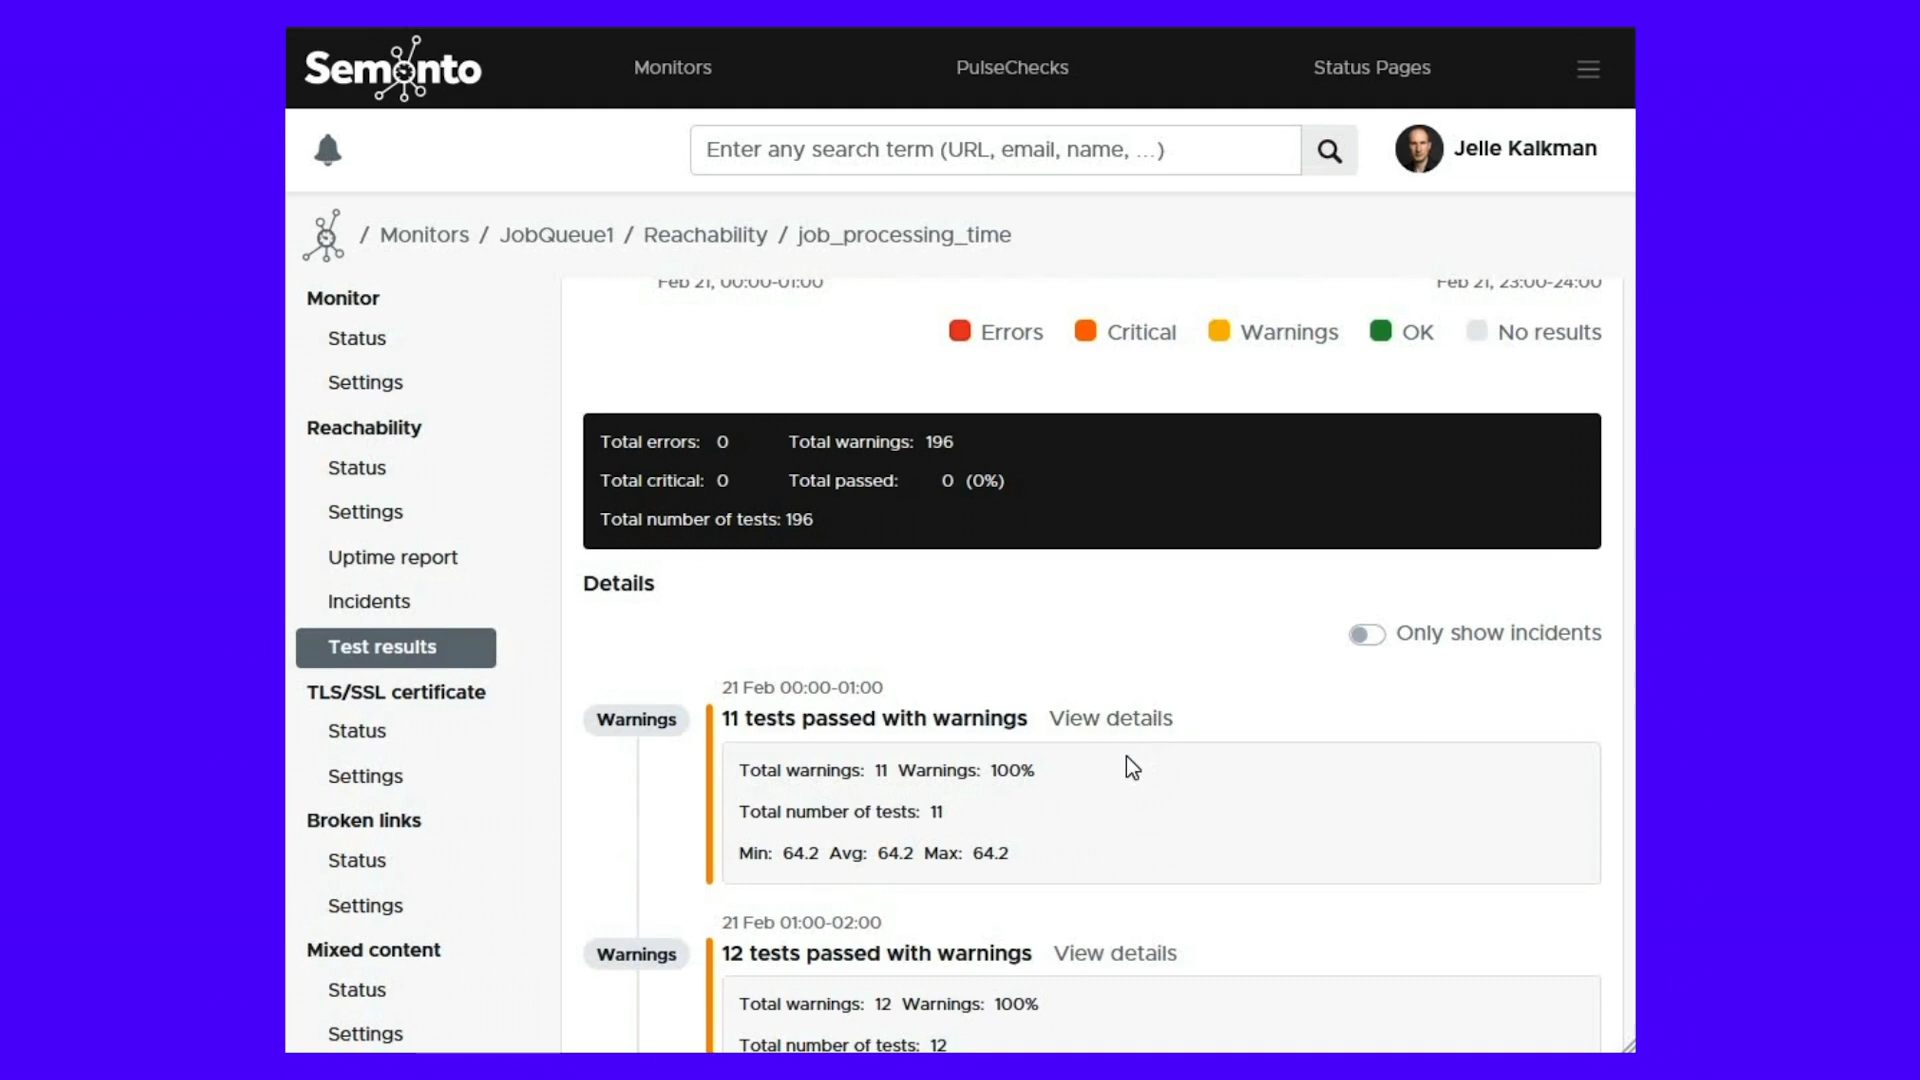 Semonto
Monitors
PulseChecks
Status Pages
Enter any search term (URL, email, name, ...)
Jelle Kalkman
/ Monitors / JobQueue1 / Reachability / job_processing_time
Monitor
Status
Settings
Reachability
Status
Settings
Uptime report
Incidents
Test results
TLS/SSL certificate
Status
Settings
Broken links
Status
Settings
Mixed content
Status
Settings
Feb 21, 00:00-01:00
Feb 21, 23:00-24:00
Errors Critical Warnings OK No results
Total errors: 0 Total warnings: 196
Total critical: 0 Total passed: 0 (0%)
Total number of tests: 196
Details
Only show incidents
21 Feb 00:00-01:00
Warnings
11 tests passed with warnings View details
Total warnings: 11 Warnings: 100%
Total number of tests: 11
Min: 64.2 Avg: 64.2 Max: 64.2
21 Feb 01:00-02:00
Warnings
12 tests passed with warnings View details
Total warnings: 12 Warnings: 100%
Total number of tests: 12